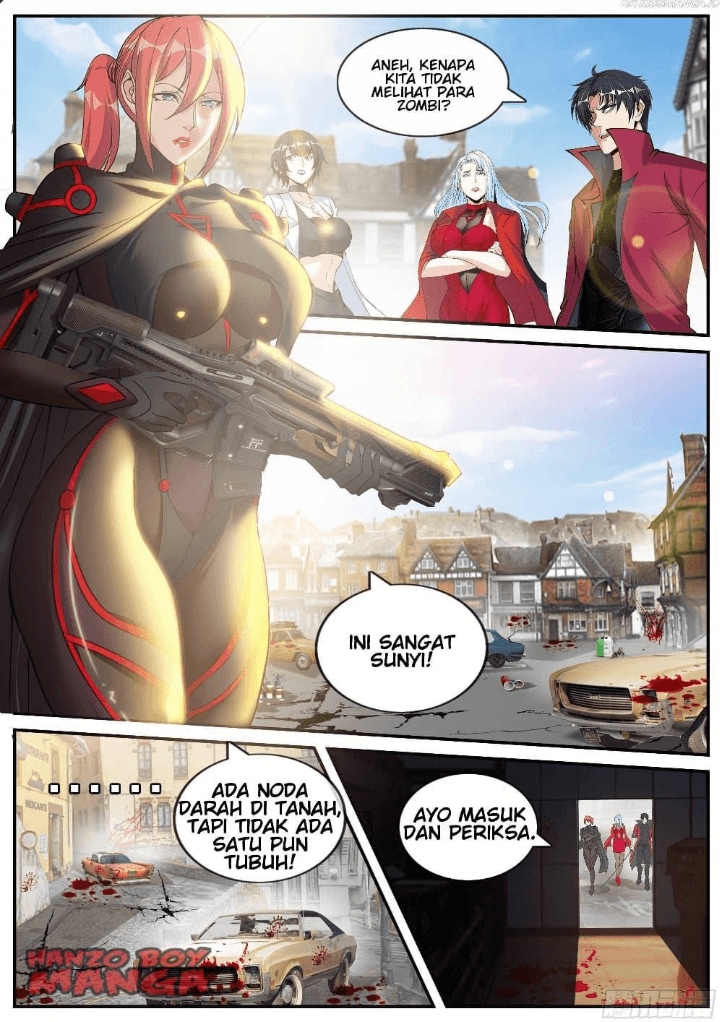 ANEH, KENAPA
KITA TIDAK
MELIHAT PARA
ZOMBI?
INI SANGAT
SUNYI!
ADA NODA
DARAH DI TANAH,
TAPI TIDAK ADA
SATU PUN
TUBUH!
AYO MASUK
DAN PERIKSA.
HANZO BOY
MANGA